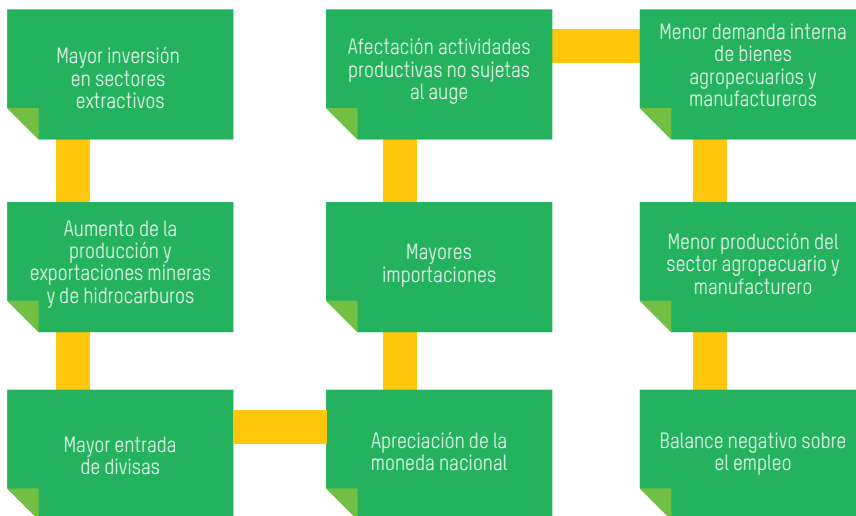 Mayor inversión
en sectores
extractivos
Aumento de la
producción y
exportaciones mineras
y de hidrocarburos
Mayor entrada
de divisas
Apreciación de la
moneda nacional
Mayores
importaciones
Afectación actividades
productivas no sujetas
al auge
Menor demanda interna
de bienes
agropecuarios y
manufactureros
Menor producción del
sector agropecuario y
manufacturero
Balance negativo sobre
el empleo